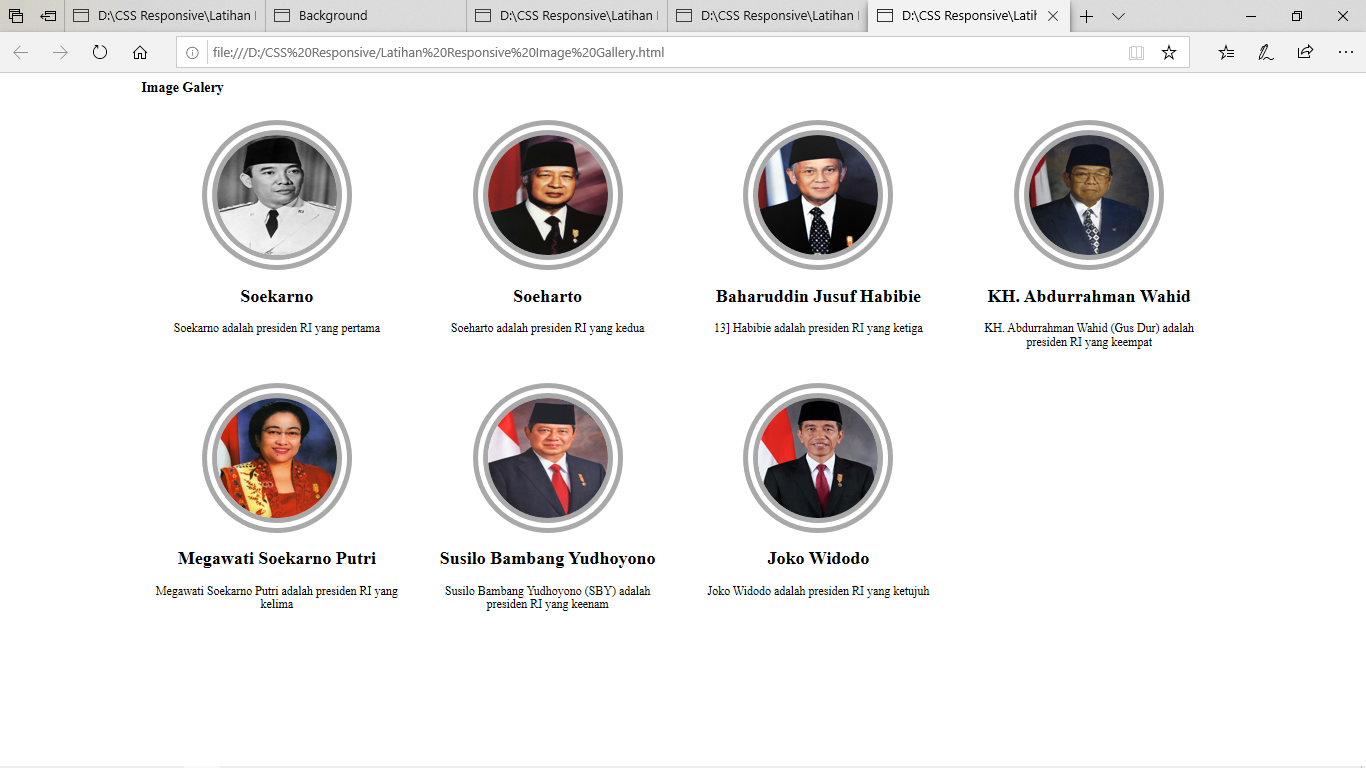 D:\CSS Responsive\Latihan
Background
D:\CSS Responsive\Latihan
D:\CSS Responsive\Latihan
D:\CSS Responsive\Latih
file:///D:/CSS%20Responsive/Latihan%20Responsive%20Image%20Gallery.html
Image Galery
Soekarno
Soekarno adalah presiden RI yang pertama
Soeharto
Soeharto adalah presiden RI yang kedua
Baharuddin Jusuf Habibie
13] Habibie adalah presiden RI yang ketiga
KH. Abdurrahman Wahid
KH. Abdurrahman Wahid (Gus Dur) adalah
presiden RI yang keempat
Megawati Soekarno Putri
Megawati Soekarno Putri adalah presiden RI yang
kelima
Susilo Bambang Yudhoyono
Susilo Bambang Yudhoyono (SBY) adalah
presiden RI yang keenam
Joko Widodo
Joko Widodo adalah presiden RI yang ketujuh